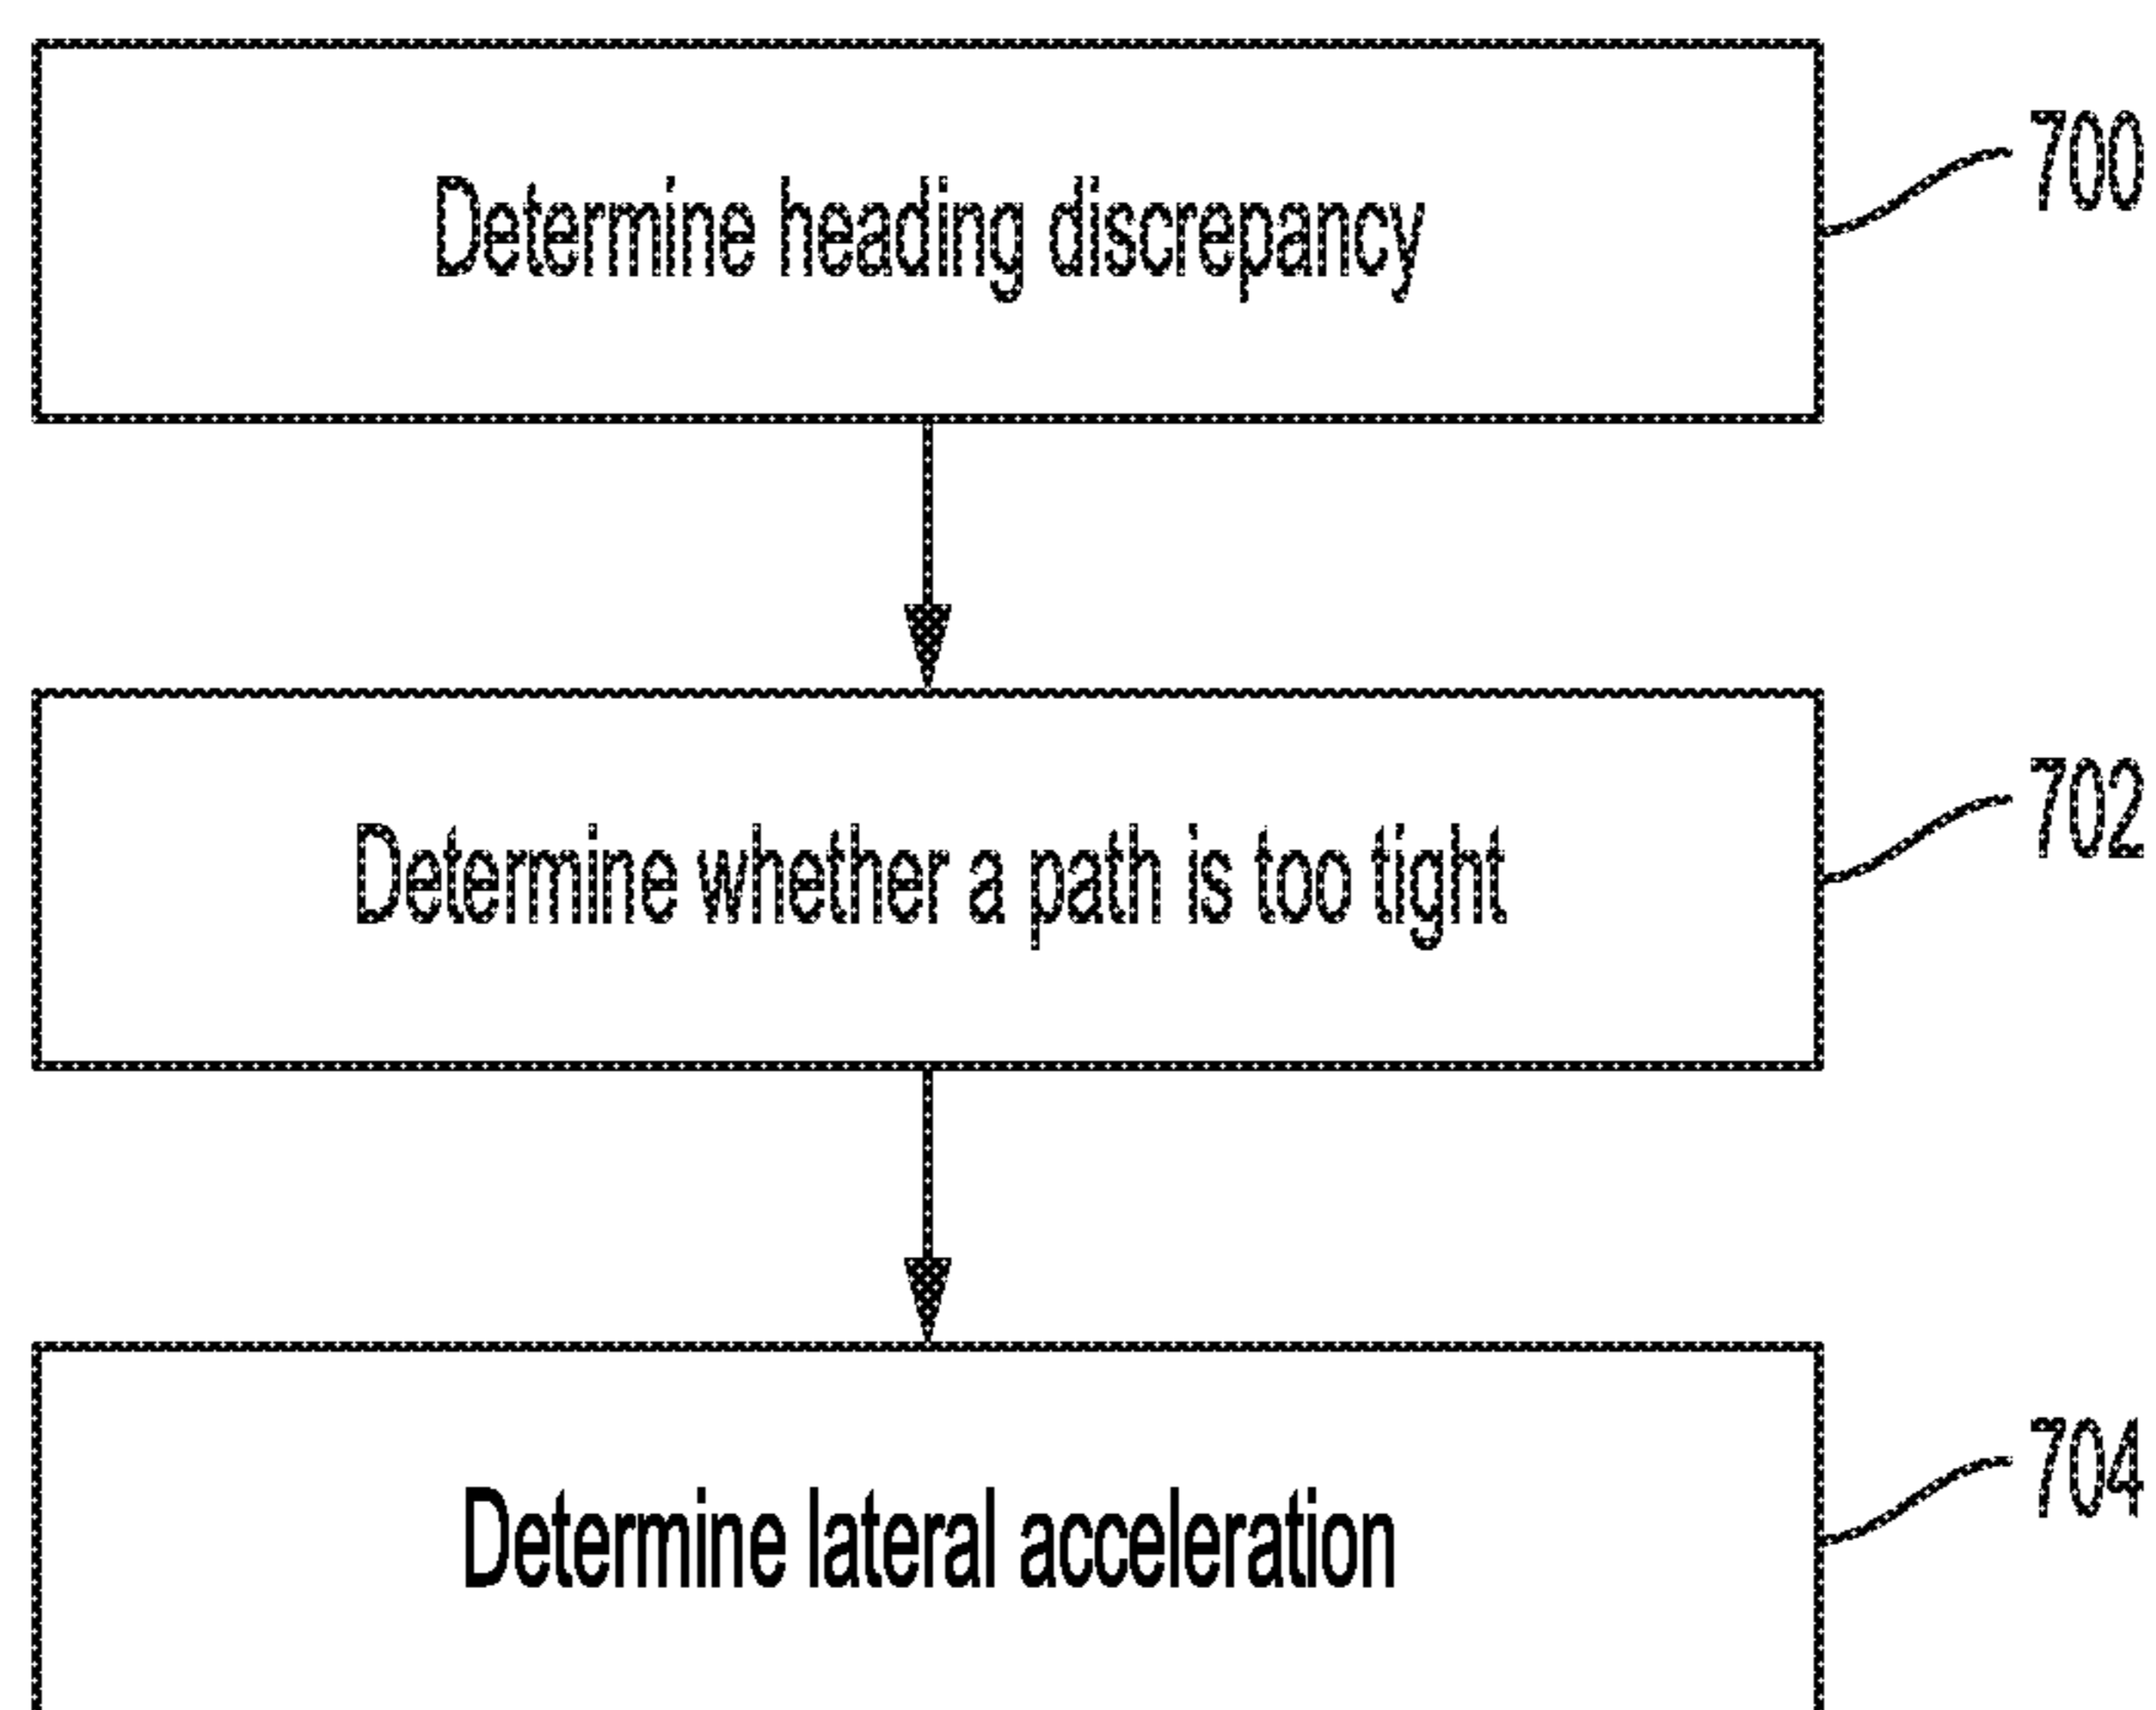 Determine heading discrepancy
700
Determine whether a path is too tight
702
Determine lateral acceleration
704